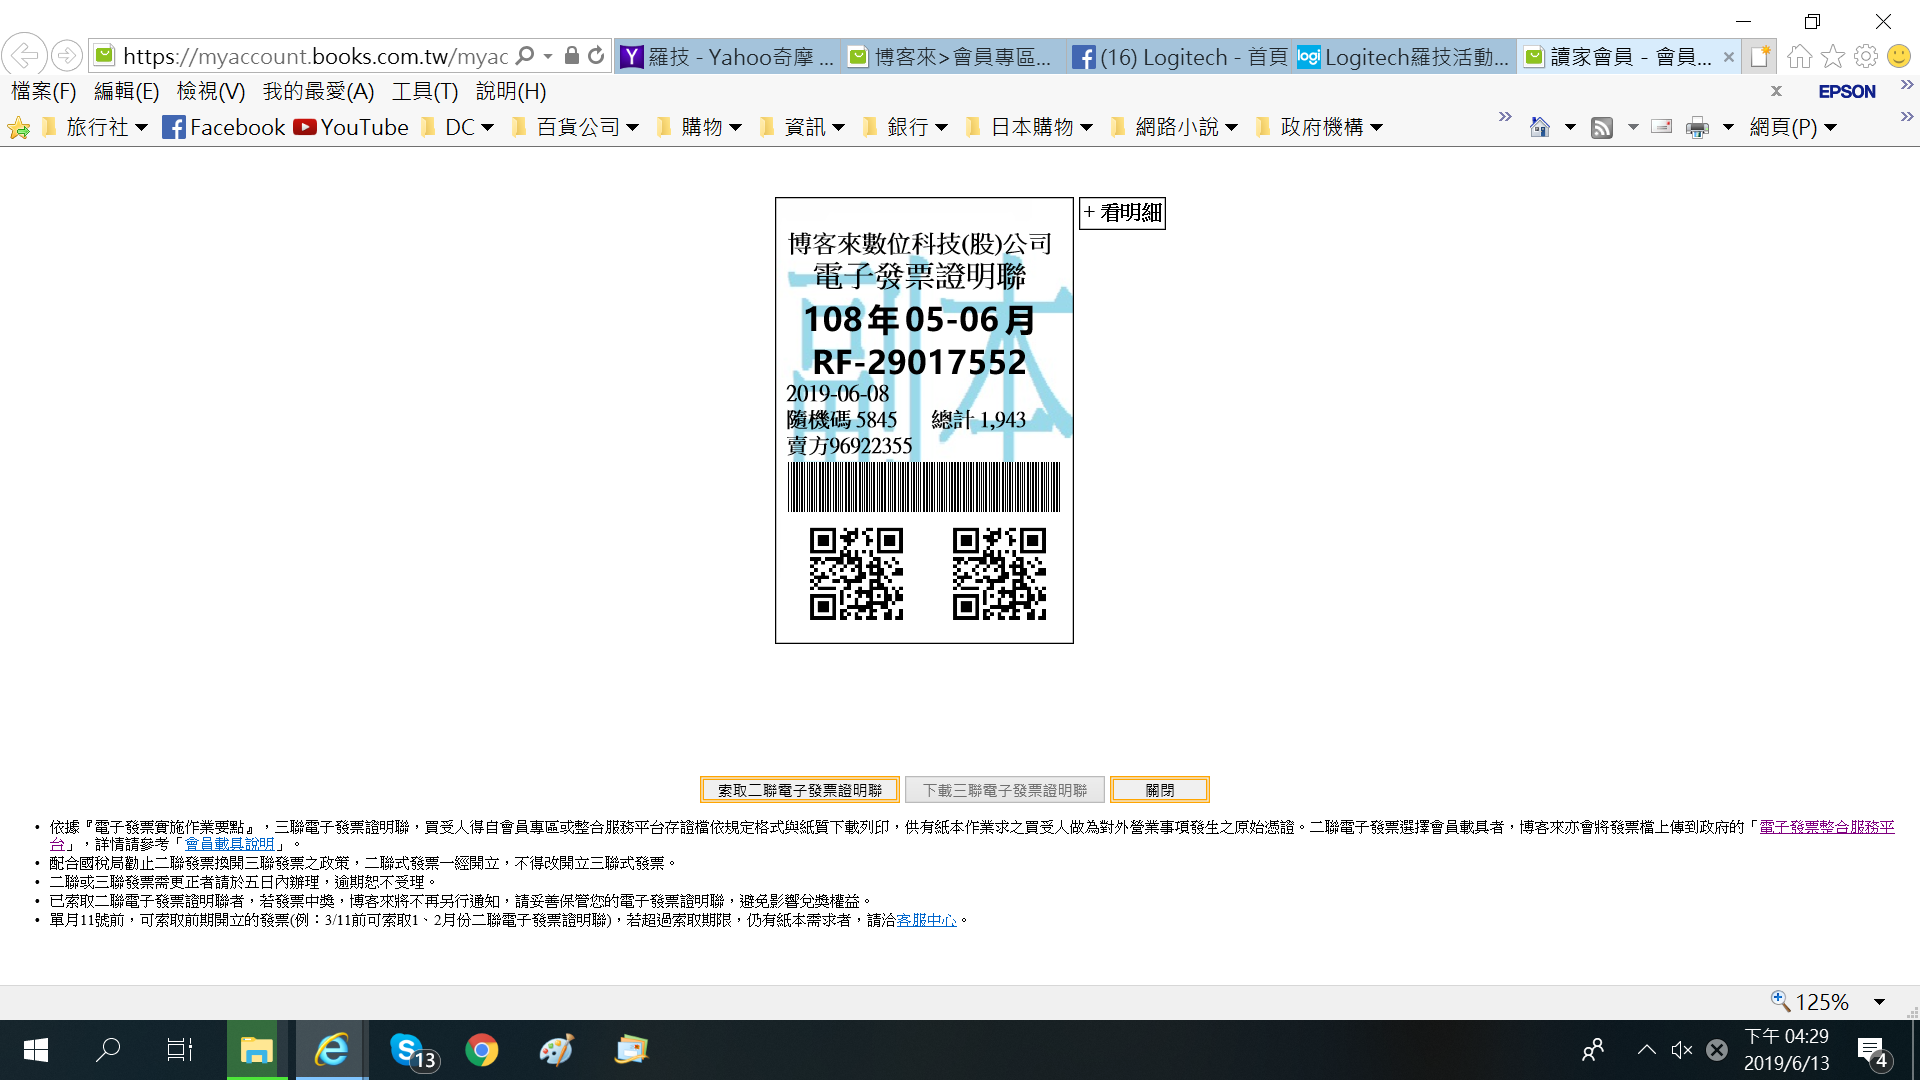 https://myaccount.books.com.tw/myac
羅技 - Yahoo奇摩 ...
博客來>會員專區...
(16) Logitech - 首頁
logi
Logitech羅技活動...
讀家會員 - 會員...
檔案(F) 編輯(E) 檢視(V) 我的最愛(A) 工具(T) 說明(H)
x
EPSON
旅行社 Facebook YouTube DC 百貨公司 購物 資訊 銀行 日本購物 網路小說 政府機構
網頁(P)
+ 看明細
副本
博客來數位科技(股)公司
電子發票證明聯
108年05-06月
RF-29017552
2019-06-08
隨機碼 5845 總計 1,943
賣方96922355
索取二聯電子發票證明聯 下載三聯電子發票證明聯 關閉
• 依據『電子發票實施作業要點』，三聯電子發票證明聯，買受人得自會員專區或整合服務平台存證檔依規定格式與紙質下載列印，供有紙本作業求之買受人做為對外營業事項發生之原始憑證。二聯電子發票選擇會員載具者，博客來亦會將發票檔上傳到政府的「電子發票整合服務平
台」，詳情請參考「會員載具說明」。
• 配合國稅局勸止二聯發票換開三聯發票之政策，二聯式發票一經開立，不得改開立三聯式發票。
• 二聯或三聯發票需更正者請於五日內辦理，逾期恕不受理。
• 已索取二聯電子發票證明聯者，若發票中獎，博客來將不再另行通知，請妥善保管您的電子發票證明聯，避免影響兌獎權益。
• 單月11號前，可索取前期開立的發票(例：3/11前可索取1、2月份二聯電子發票證明聯)，若超過索取期限，仍有紙本需求者，請洽客服中心。
125%
13
下午 04:29
2019/6/13
4